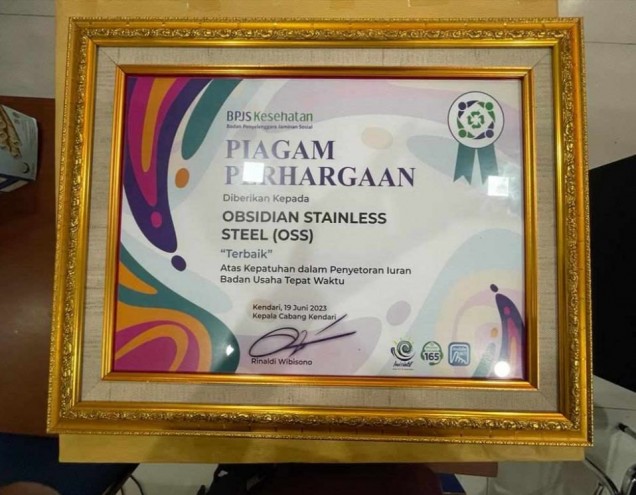 BPJS Kesehatan
Badan Penyelenggara Jaminan Sosial
PIAGAM
PERHARGAAN
Diberikan Kepada
OBSIDIAN STAINLESS
STEEL (OSS)
“Terbaik”
Atas Kepatuhan dalam Penyetoran Iuran
Badan Usaha Tepat Waktu
Kendari, 19 Juni 2023
Kepala Cabang Kendari
Rinaldi Wibisono
165